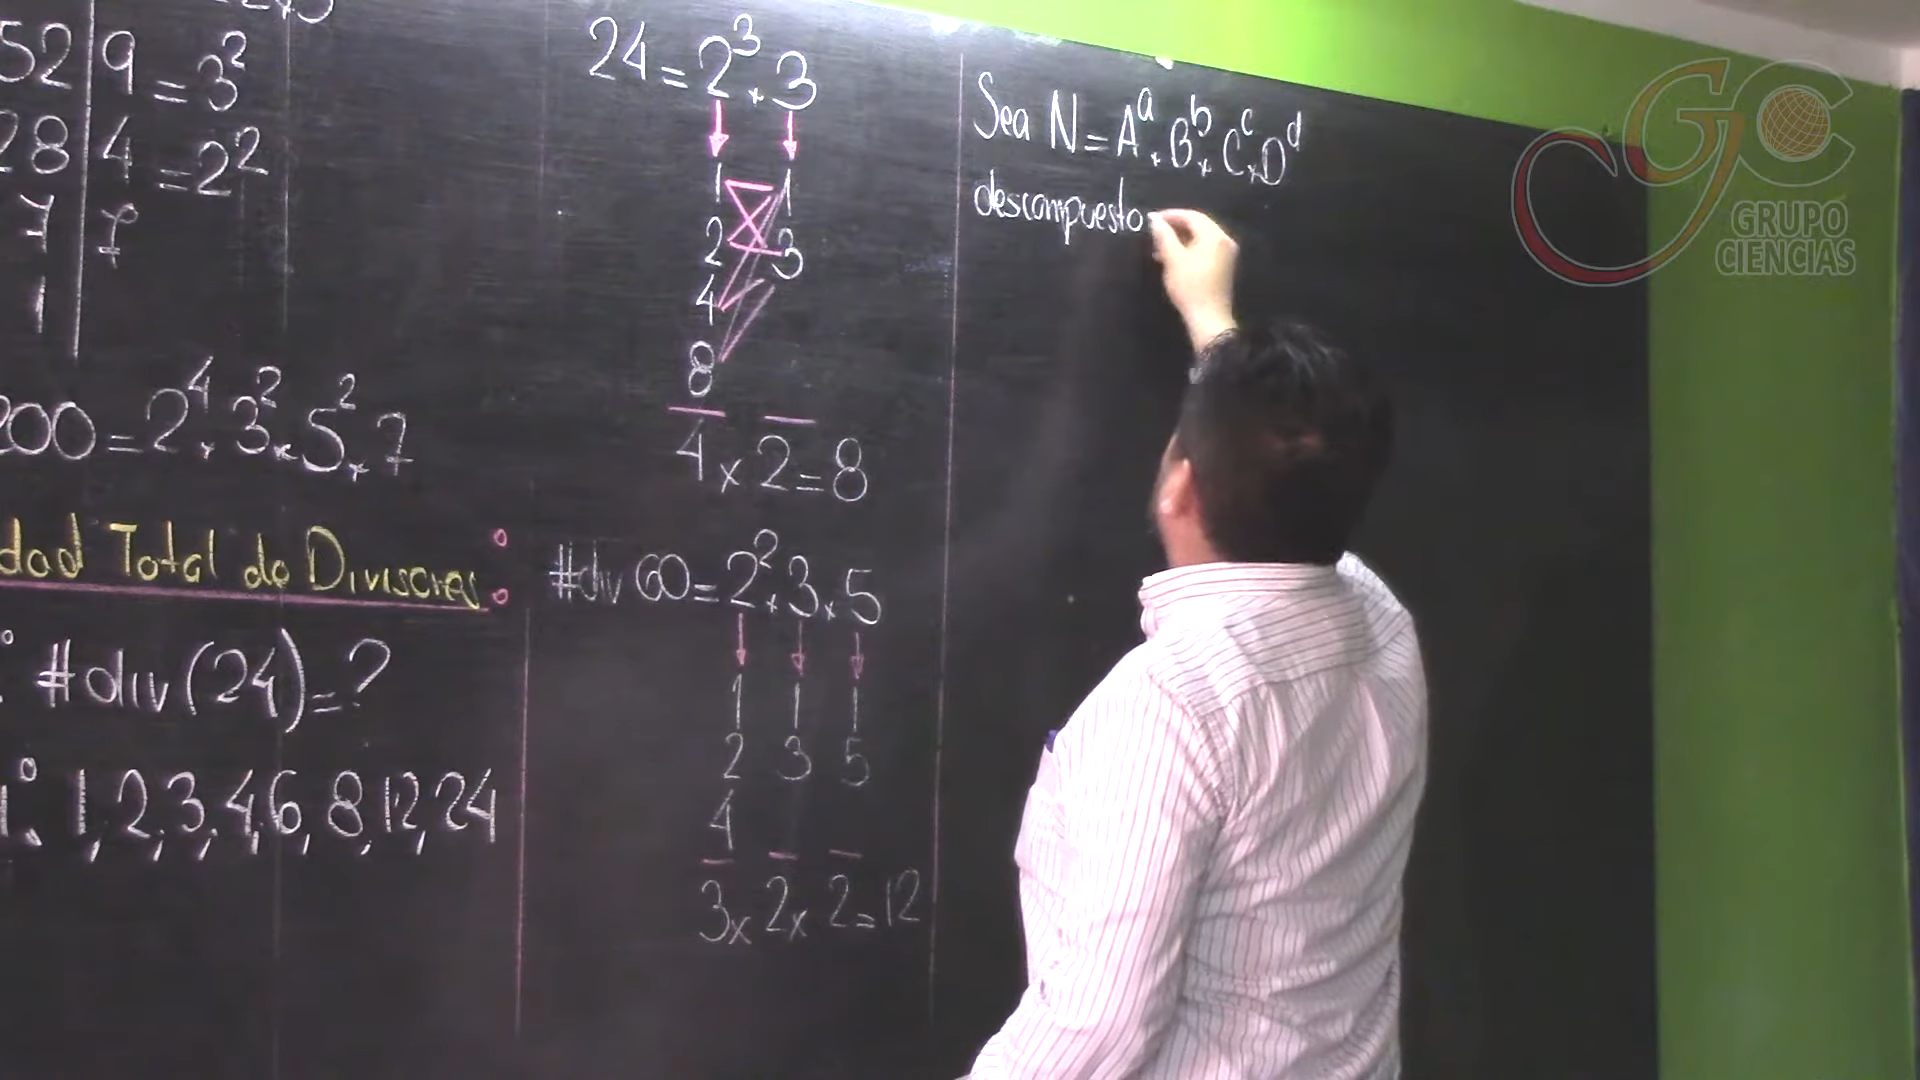 52 | 9 = 3²
28 | 4 = 2²
7 | 7
1
200 = 2⁴ × 3² × 5² × 7
dad Total de Divisores:
#div(24) = ?
1, 2, 3, 4, 6, 8, 12, 24
24 = 2³ × 3
1 1
2 3
4
8
4 × 2 = 8
#div 60 = 2² × 3 × 5
1 1 1
2 3 5
4
3 × 2 × 2 = 12
Sea N = Aᵃ × Bᵇ × Cᶜ × Dᵈ
descompuesto
GC
GRUPO
CIENCIAS